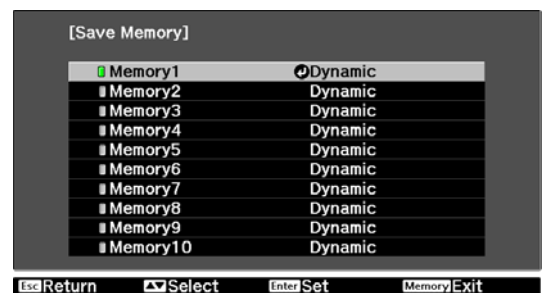 [Save Memory]
Memory1 Dynamic
Memory2 Dynamic
Memory3 Dynamic
Memory4 Dynamic
Memory5 Dynamic
Memory6 Dynamic
Memory7 Dynamic
Memory8 Dynamic
Memory9 Dynamic
Memory10 Dynamic
Esc Return Select Enter Set Memory Exit